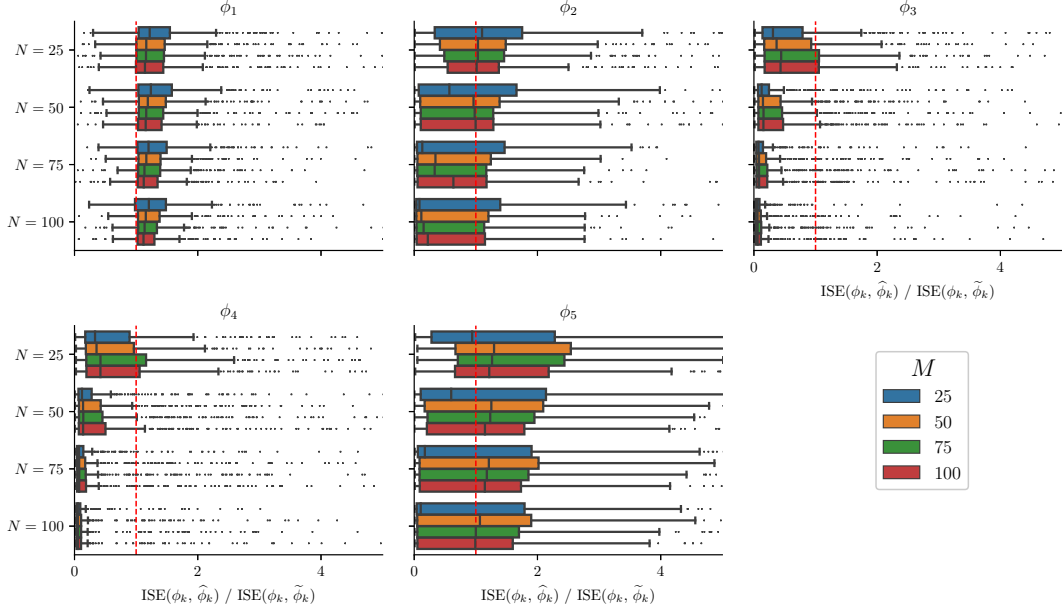 ϕ₁
ϕ₂
ϕ₃
N = 25
N = 50
N = 75
N = 100
0 2 4
ISE(ϕₖ, ϕ̂ₖ) / ISE(ϕₖ, ϕ̃ₖ)
ϕ₄
ϕ₅
N = 25
N = 50
N = 75
N = 100
M
25
50
75
100
0 2 4
0 2 4
ISE(ϕₖ, ϕ̂ₖ) / ISE(ϕₖ, ϕ̃ₖ)
ISE(ϕₖ, ϕ̂ₖ) / ISE(ϕₖ, ϕ̃ₖ)